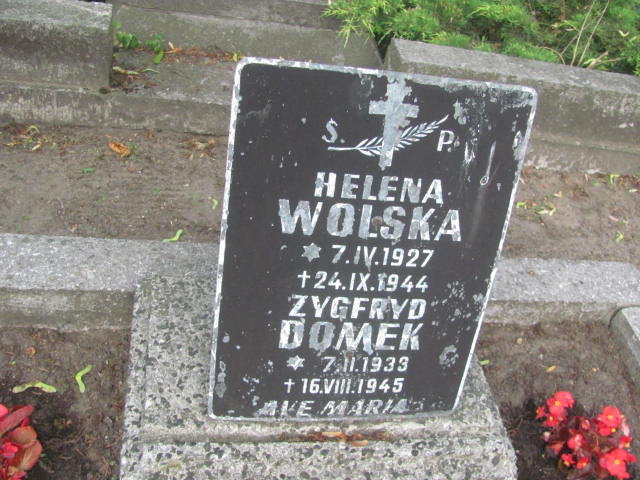 Ś. P.
HELENA
WOLSKA
* 7.IV.1927
+ 24.IX.1944
ZYGFRYD
DOMEK
* 7.II.1933
+ 16.VIII.1945
AVE MARIA